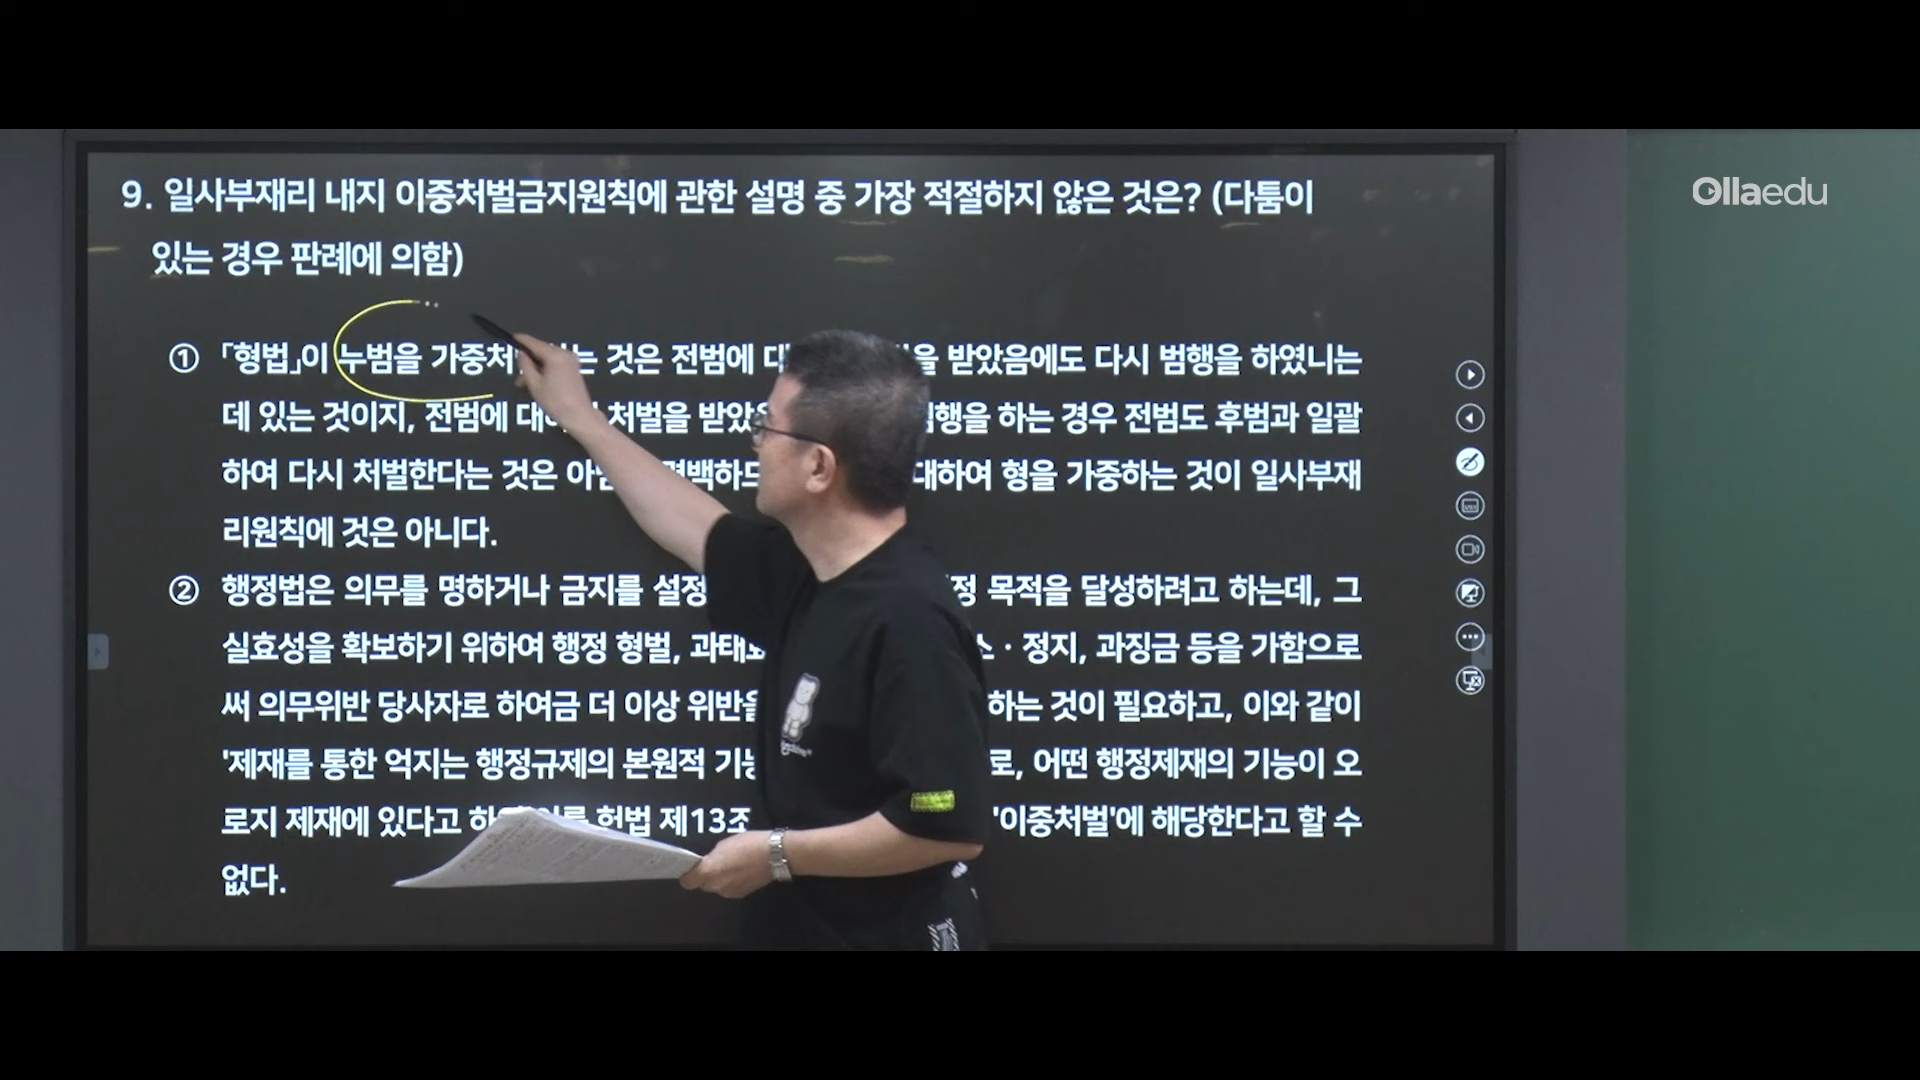 Ollaedu
9. 일사부재리 내지 이중처벌금지원칙에 관한 설명 중 가장 적절하지 않은 것은? (다툼이
있는 경우 판례에 의함)
① 「형법」이 누범을 가중처 는 것은 전범에 을 받았음에도 다시 범행을 하였니는
데 있는 것이지, 전범에 처벌을 하는 경우 전범도 후범과 일괄
하여 다시 처벌한다는 것은 대하여 형을 가중하는 것이 일사부재
리원칙에 것은 아니다.
② 행정법은 의무를 명하거나 금지를 설정 목적을 달성하려고 하는데, 그
실효성을 확보하기 위하여 행정 형벌, · 정지, 과징금 등을 가함으로
써 의무위반 당사자로 하여금 더 이상 하는 것이 필요하고, 이와 같이
'제재를 통한 억지는 행정규제의 본원적 로, 어떤 행정제재의 기능이 오
로지 제재에 있다고 헌법 '이중처벌'에 해당한다고 할 수
없다.